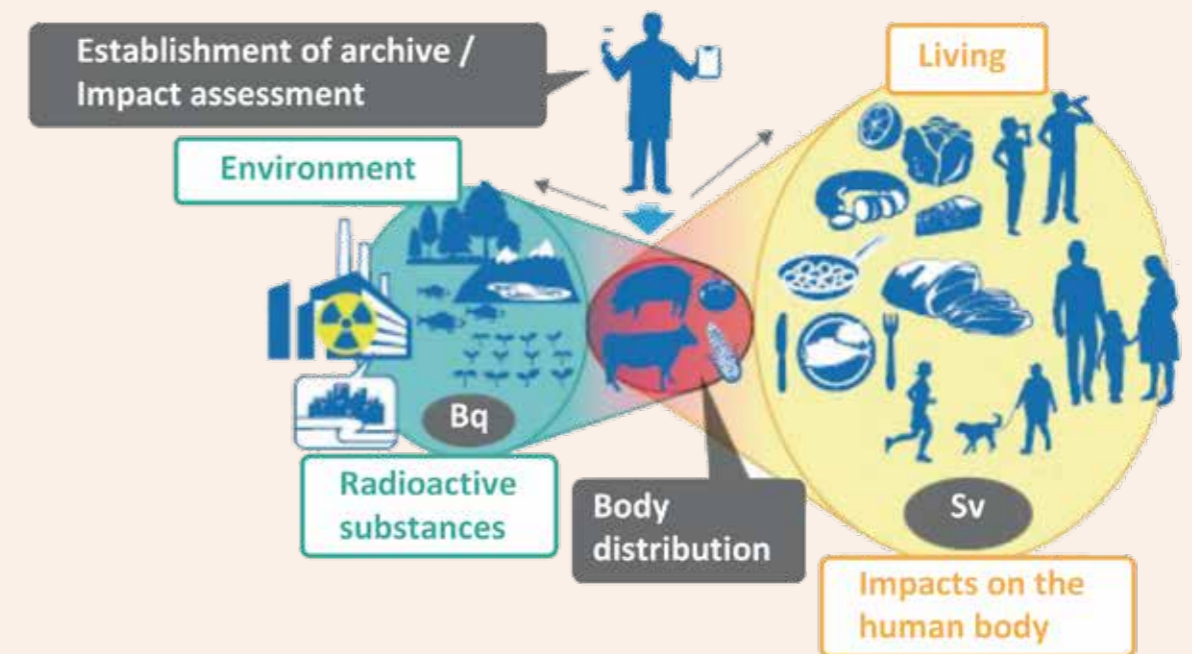 Establishment of archive /
Impact assessment
Living
Environment
Bq
Radioactive
substances
Body
distribution
Sv
Impacts on the
human body